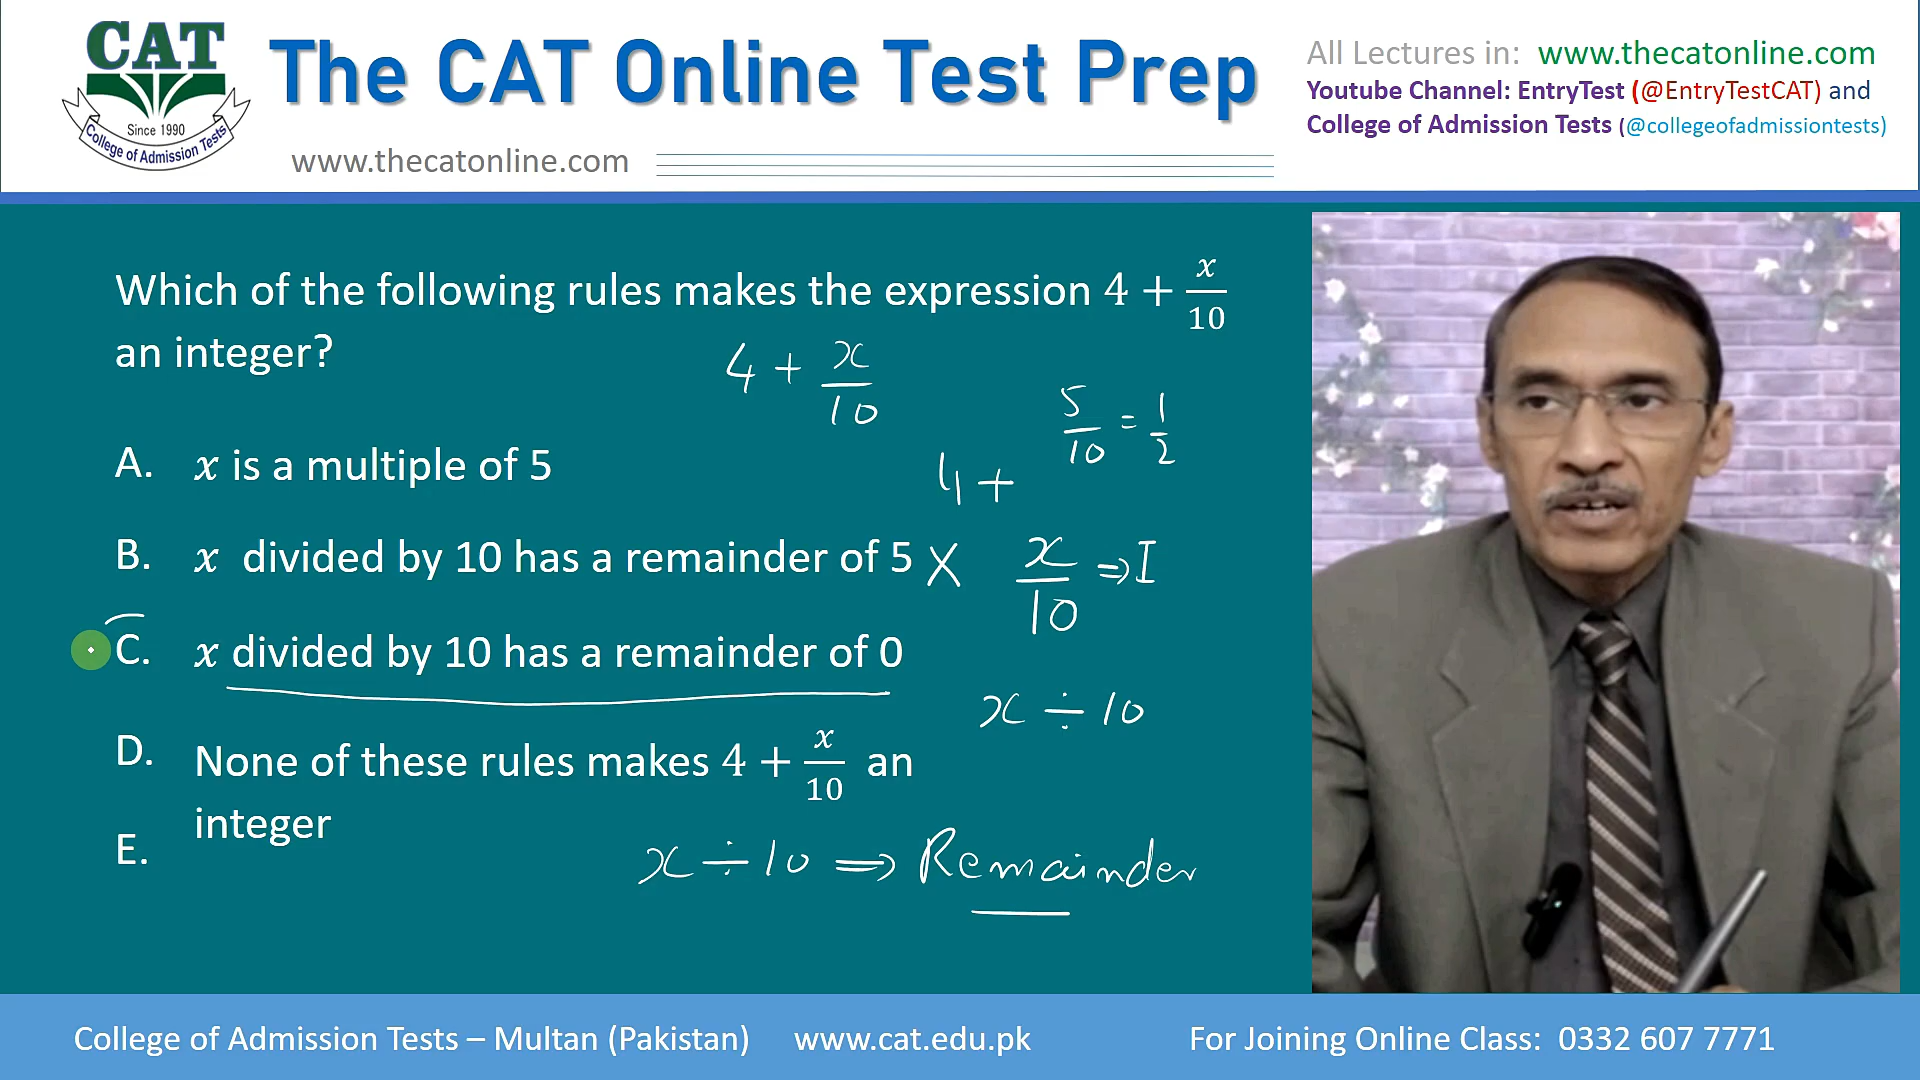 CAT
Since 1990
College of Admission Tests
The CAT Online Test Prep
www.thecatonline.com
All Lectures in: www.thecatonline.com
Youtube Channel: EntryTest (@EntryTestCAT) and
College of Admission Tests (@collegeofadmissiontests)
Which of the following rules makes the expression 4 + x/10
an integer?
4 + x/10
5/10 = 1/2
4 +
A. x is a multiple of 5
B. x divided by 10 has a remainder of 5 X
x/10 ⇒ I
C. x divided by 10 has a remainder of 0
x ÷ 10
D. None of these rules makes 4 + x/10 an
integer
E.
x ÷ 10 ⇒ Remainder
College of Admission Tests – Multan (Pakistan) www.cat.edu.pk For Joining Online Class: 0332 607 7771